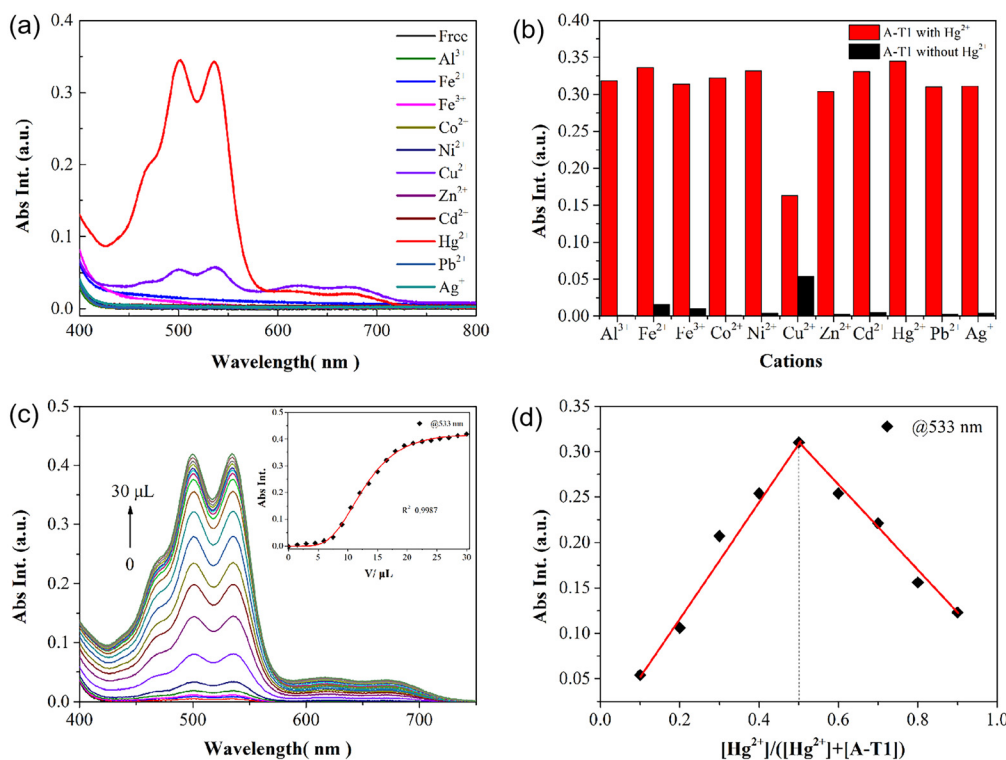 (a)
0.4
0.3
0.2
0.1
0.0
Abs Int. (a.u.)
400 500 600 700 800
Wavelength( nm )
Free
Al³⁺
Fe²⁺
Fe³⁺
Co²⁻
Ni²⁺
Cu²
Zn²⁺
Cd²⁻
Hg²⁺
Pb²⁺
Ag⁺
(b)
0.40
0.35
0.30
0.25
0.20
0.15
0.10
0.05
0.00
Abs Int. (a.u.)
A-T1 with Hg²⁺
A-T1 without Hg²⁺
Al³⁺ Fe²⁺ Fe³⁺ Co²⁺ Ni²⁺ Cu²⁺ Zn²⁺ Cd²⁺ Hg²⁺ Pb²⁺ Ag⁺
Cations
(c)
0.5
0.4
0.3
0.2
0.1
0.0
Abs Int. (a.u.)
400 500 600 700
Wavelength( nm )
30 μL
0
0.5
0.4
0.3
0.2
0.1
0.0
Abs Int.
@533 nm
R² 0.9987
0 5 10 15 20 25 30
V/ μL
(d)
0.35
0.30
0.25
0.20
0.15
0.10
0.05
Abs Int. (a.u.)
@533 nm
0.0 0.2 0.4 0.6 0.8 1.0
[Hg²⁺]/([Hg²⁺]+[A-T1])